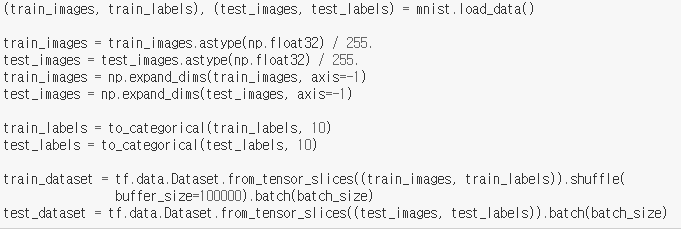 (train_images, train_labels), (test_images, test_labels) = mnist.load_data()
train_images = train_images.astype(np.float32) / 255.
test_images = test_images.astype(np.float32) / 255.
train_images = np.expand_dims(train_images, axis=-1)
test_images = np.expand_dims(test_images, axis=-1)
train_labels = to_categorical(train_labels, 10)
test_labels = to_categorical(test_labels, 10)
train_dataset = tf.data.Dataset.from_tensor_slices((train_images, train_labels)).shuffle(
buffer_size=100000).batch(batch_size)
test_dataset = tf.data.Dataset.from_tensor_slices((test_images, test_labels)).batch(batch_size)